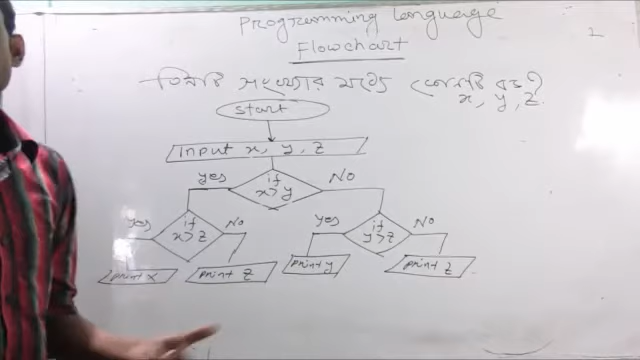 Programming Language
Flowchart
তিনটি সংখ্যার মধ্যে কোনটি বড়?
x, y, z
start
Input x, y, z
yes
if x>y
No
yes
if x>z
No
yes
if y>z
No
print x
print z
print y
print z